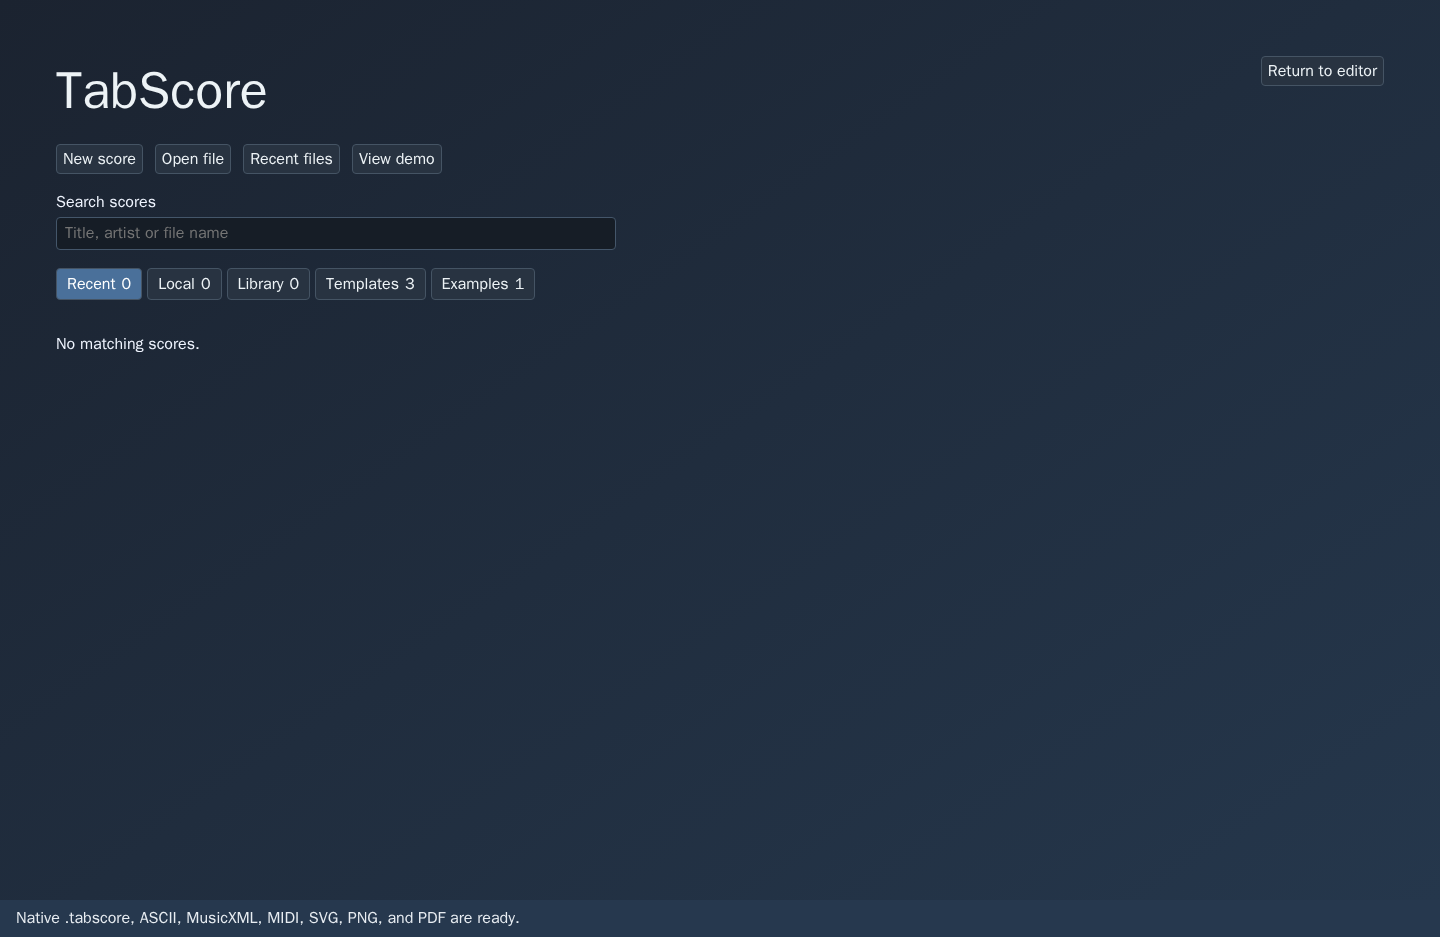 TabScore
Return to editor
New score Open file Recent files View demo
Search scores
Title, artist or file name
Recent 0 Local 0 Library 0 Templates 3 Examples 1
No matching scores.
Native .tabscore, ASCII, MusicXML, MIDI, SVG, PNG, and PDF are ready.